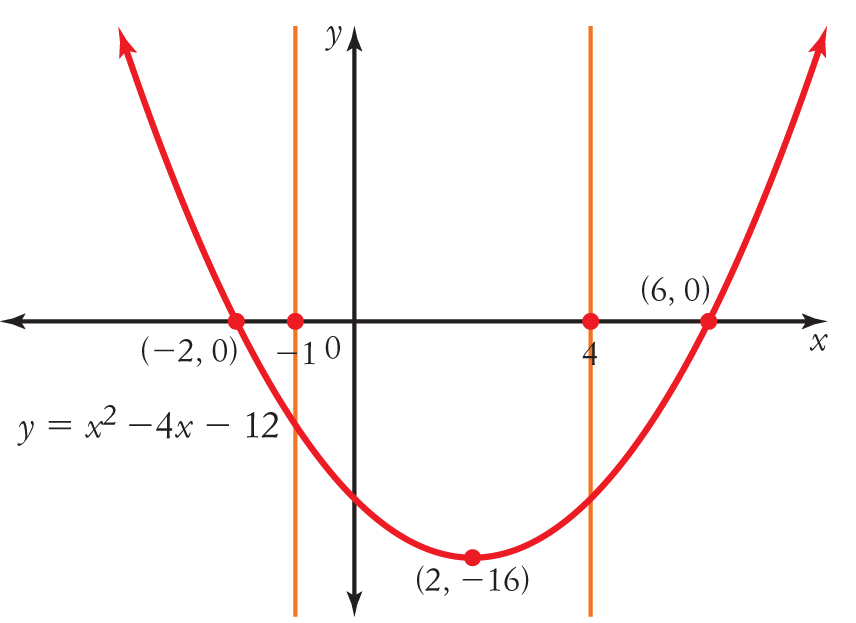 y
(6, 0)
(−2, 0) −1 0 4 x
y = x² −4x − 12
(2, −16)